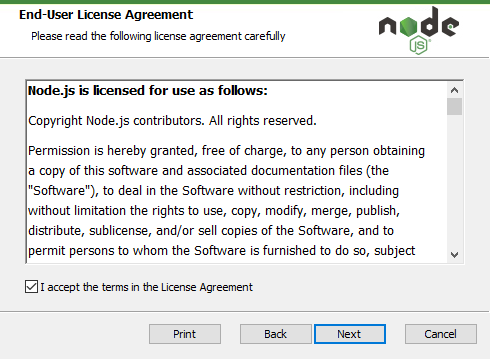 End-User License Agreement
Please read the following license agreement carefully
node
JS
Node.js is licensed for use as follows:
Copyright Node.js contributors. All rights reserved.
Permission is hereby granted, free of charge, to any person obtaining
a copy of this software and associated documentation files (the
"Software"), to deal in the Software without restriction, including
without limitation the rights to use, copy, modify, merge, publish,
distribute, sublicense, and/or sell copies of the Software, and to
permit persons to whom the Software is furnished to do so, subject
I accept the terms in the License Agreement
Print Back Next Cancel